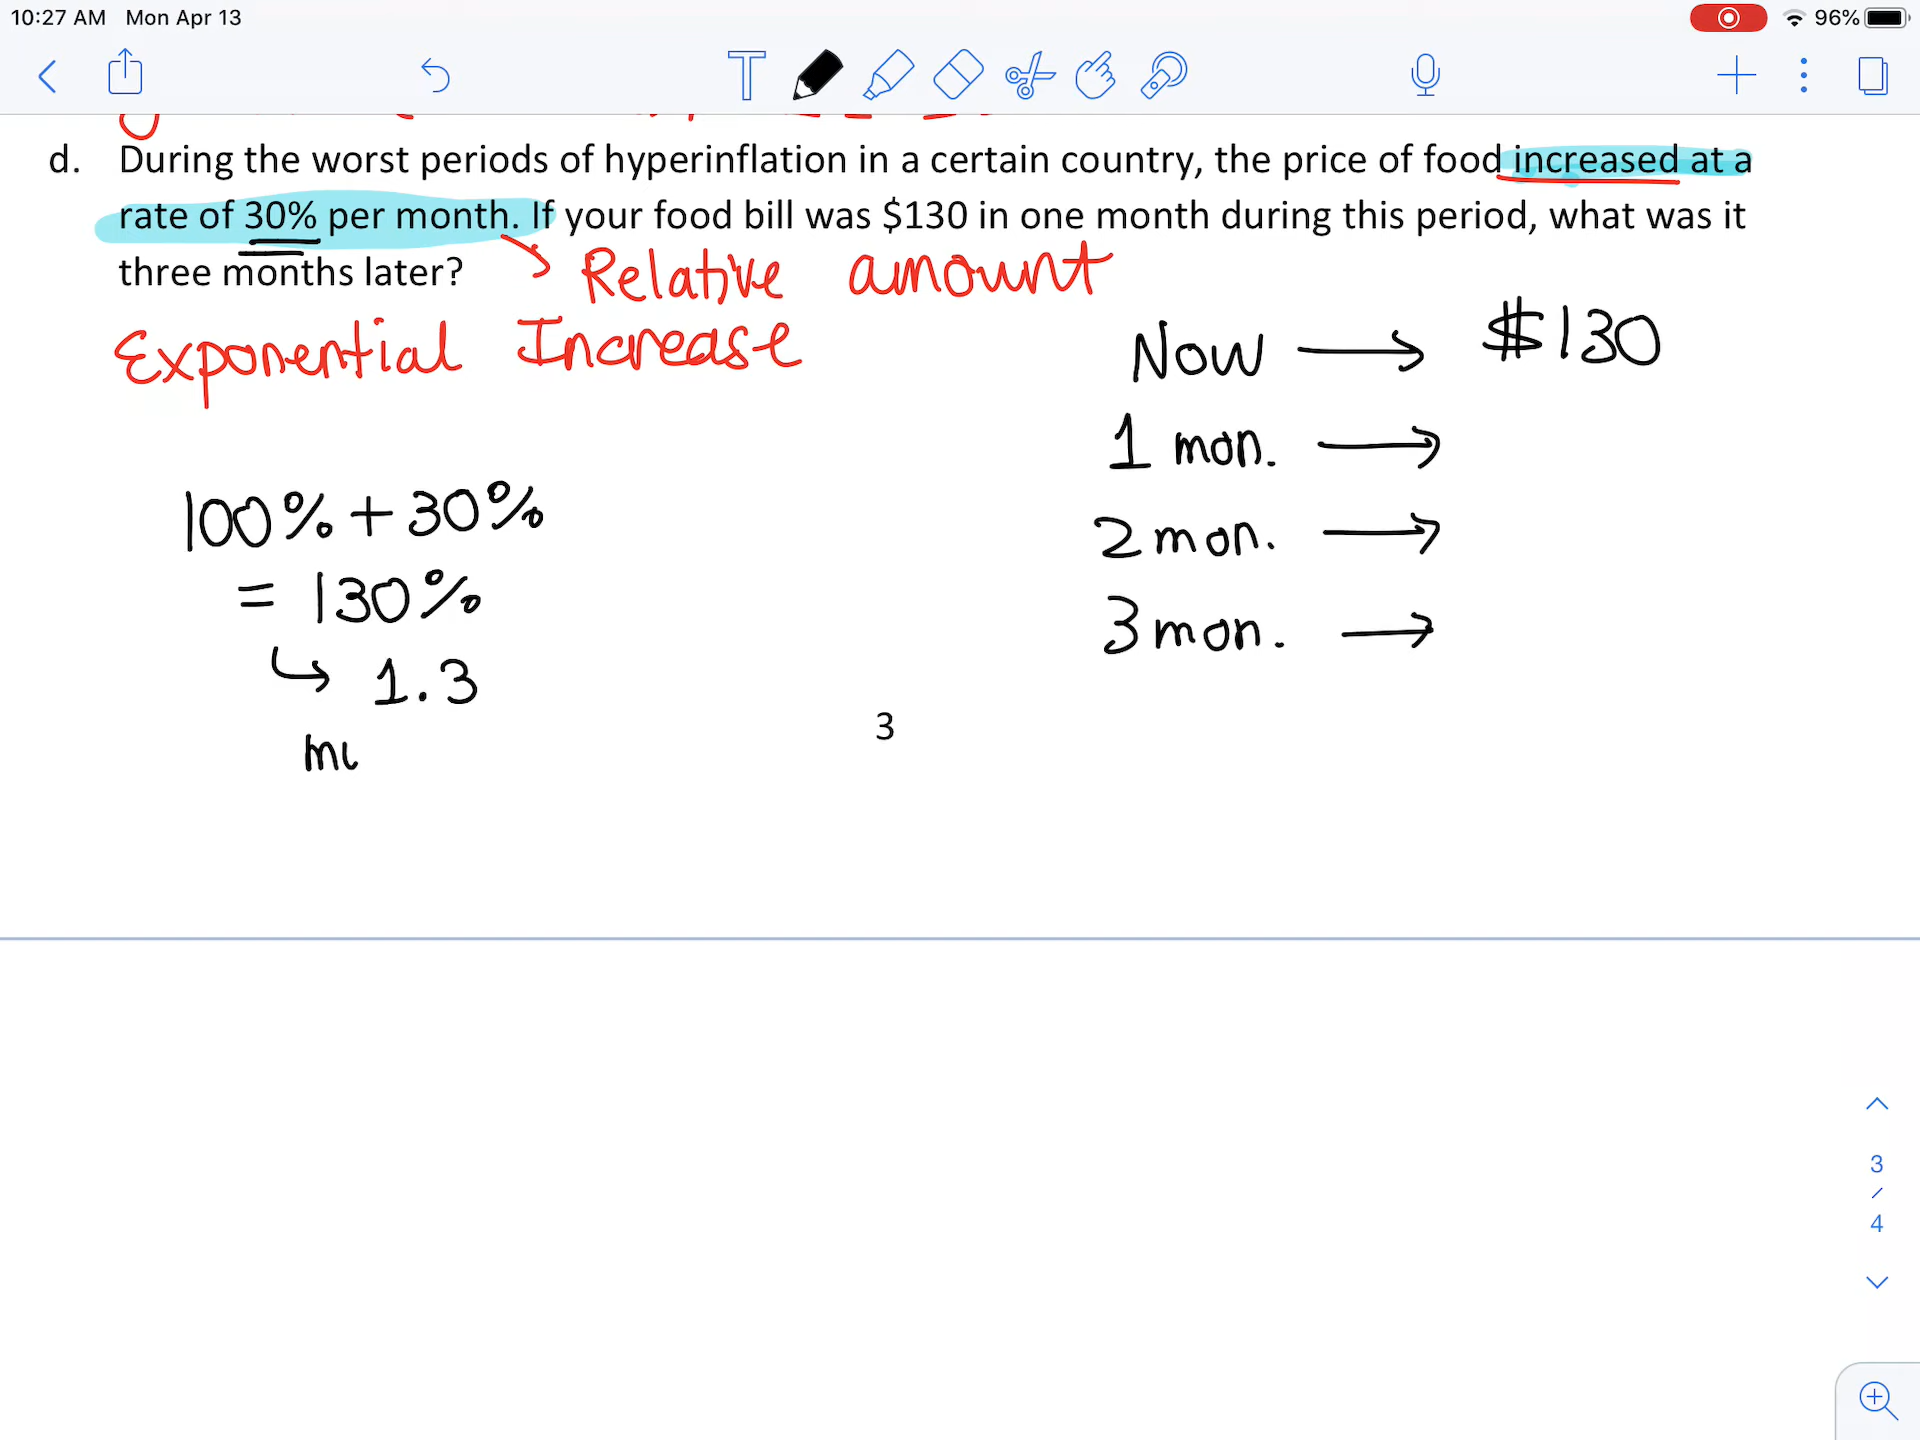 10:27 AM Mon Apr 13 96%
d. During the worst periods of hyperinflation in a certain country, the price of food increased at a
rate of 30% per month. If your food bill was $130 in one month during this period, what was it
three months later?
Relative amount
Exponential Increase
Now → $130
1 mon. →
2 mon. →
3 mon. →
100% + 30%
= 130%
↳ 1.3
mu
3
3
/
4